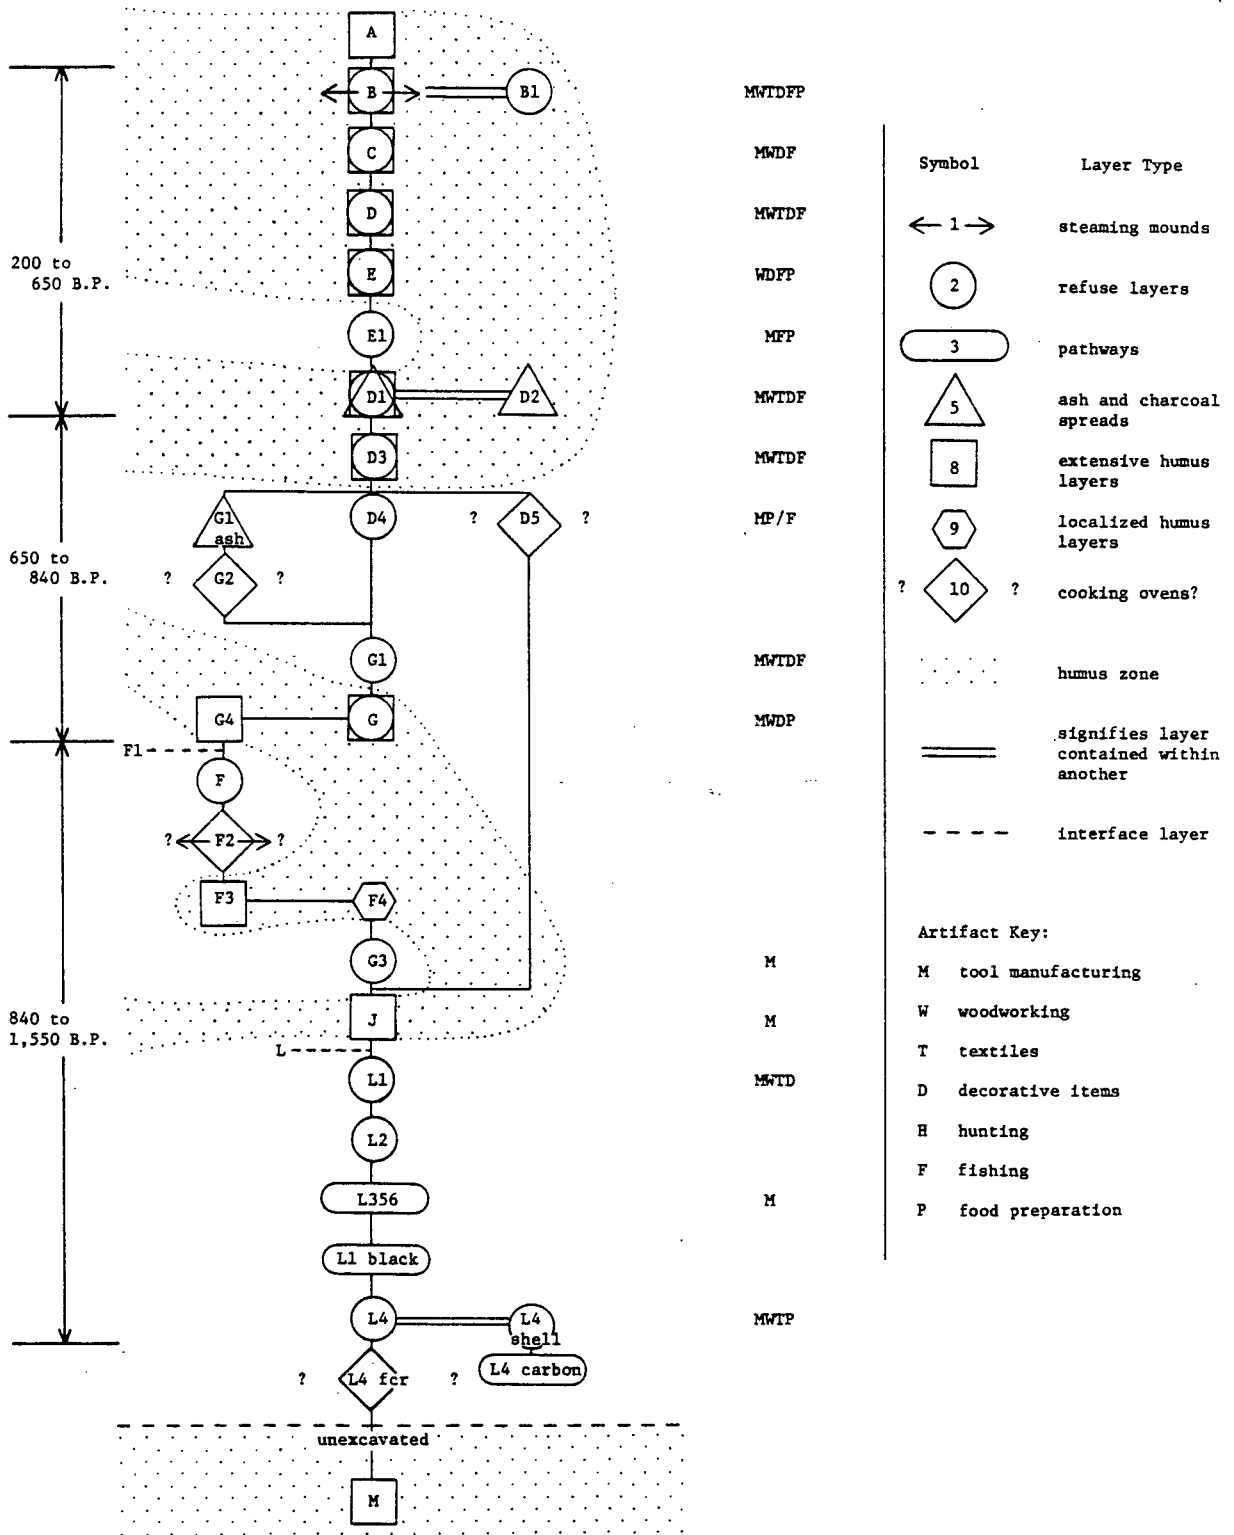 A
B
B1
MWTDFP
C
MWDF
D
MWTDF
200 to
650 B.P.
E
WDFP
E1
MFP
D1
D2
MWTDF
D3
MWTDF
G1
ash
D4
?
D5
?
MP/F
650 to
840 B.P.
?
G2
?
G1
MWTDF
G4
G
MWDP
F1
F
?
F2
?
F3
F4
G3
M
840 to
1,550 B.P.
J
M
L
L1
MWTD
L2
L356
M
L1 black
L4
L4
shell
MWTP
?
L4 fcr
?
L4 carbon
unexcavated
M
Symbol
Layer Type
1
steaming mounds
2
refuse layers
3
pathways
5
ash and charcoal
spreads
8
extensive humus
layers
9
localized humus
layers
?
10
?
cooking ovens?
humus zone
signifies layer
contained within
another
interface layer
Artifact Key:
M tool manufacturing
W woodworking
T textiles
D decorative items
H hunting
F fishing
P food preparation